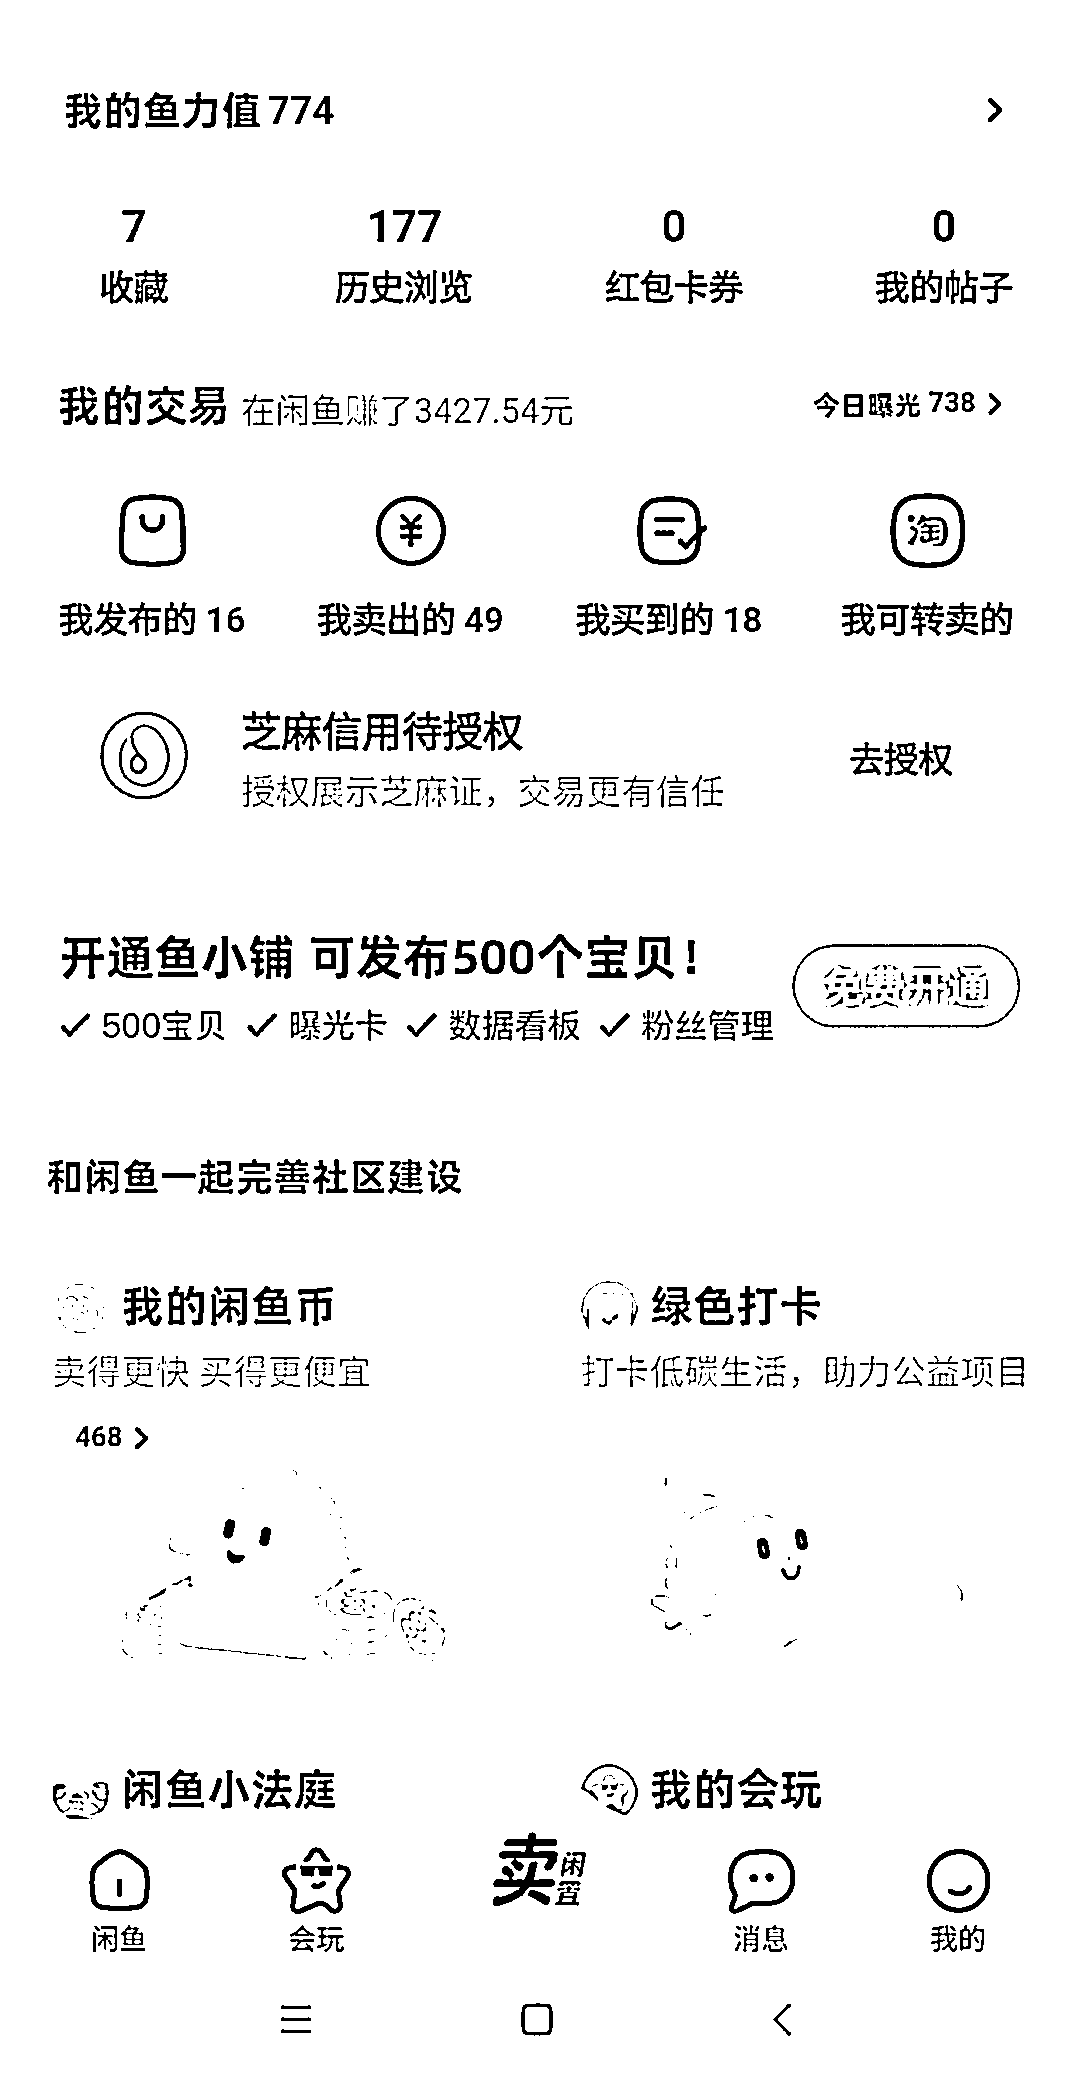 我的鱼力值 774
7 177 0 0
收藏 历史浏览 红包卡券 我的帖子
我的交易 在闲鱼赚了3427.54元 今日曝光 738
¥ 淘
我发布的 16 我卖出的 49 我买到的 18 我可转卖的
芝麻信用待授权
授权展示芝麻证，交易更有信任 去授权
开通鱼小铺 可发布500个宝贝！ 免费开通
500宝贝 曝光卡 数据看板 粉丝管理
和闲鱼一起完善社区建设
我的闲鱼币 绿色打卡
卖得更快 买得更便宜 打卡低碳生活，助力公益项目
468
闲鱼小法庭 我的会玩
卖 闲置
闲鱼 会玩 消息 我的